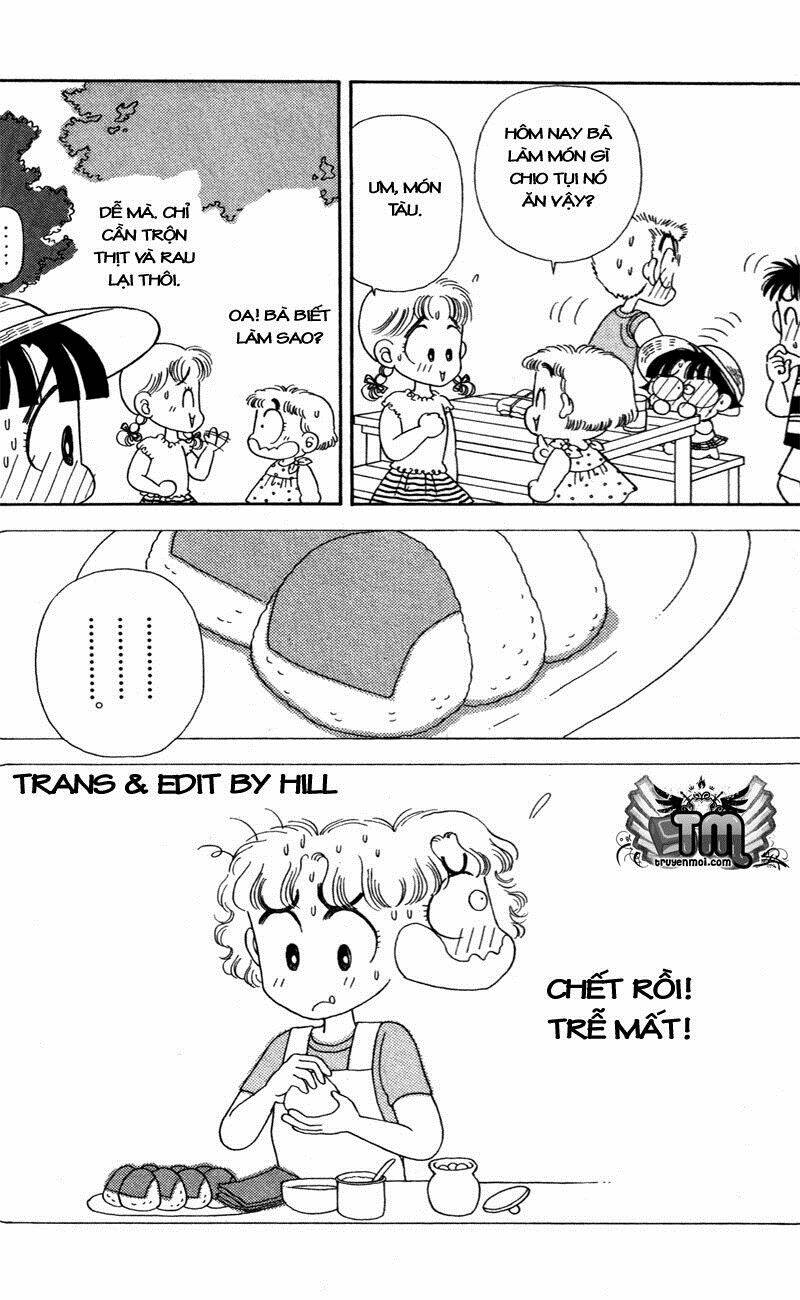 HÔM NAY BÀ
LÀM MÓN GÌ
CHIO TỤI NÓ
ĂN VẬY?
ƯM, MÓN
TÀU.
OA! BÀ BIẾT
LÀM SAO?
DỄ MÀ. CHỈ
CẦN TRỘN
THỊT VÀ RAU
LẠI THÔI.
TRANS & EDIT BY HILL
TM
truyenmoi.com
CHẾT RỒI!
TRỄ MẤT!